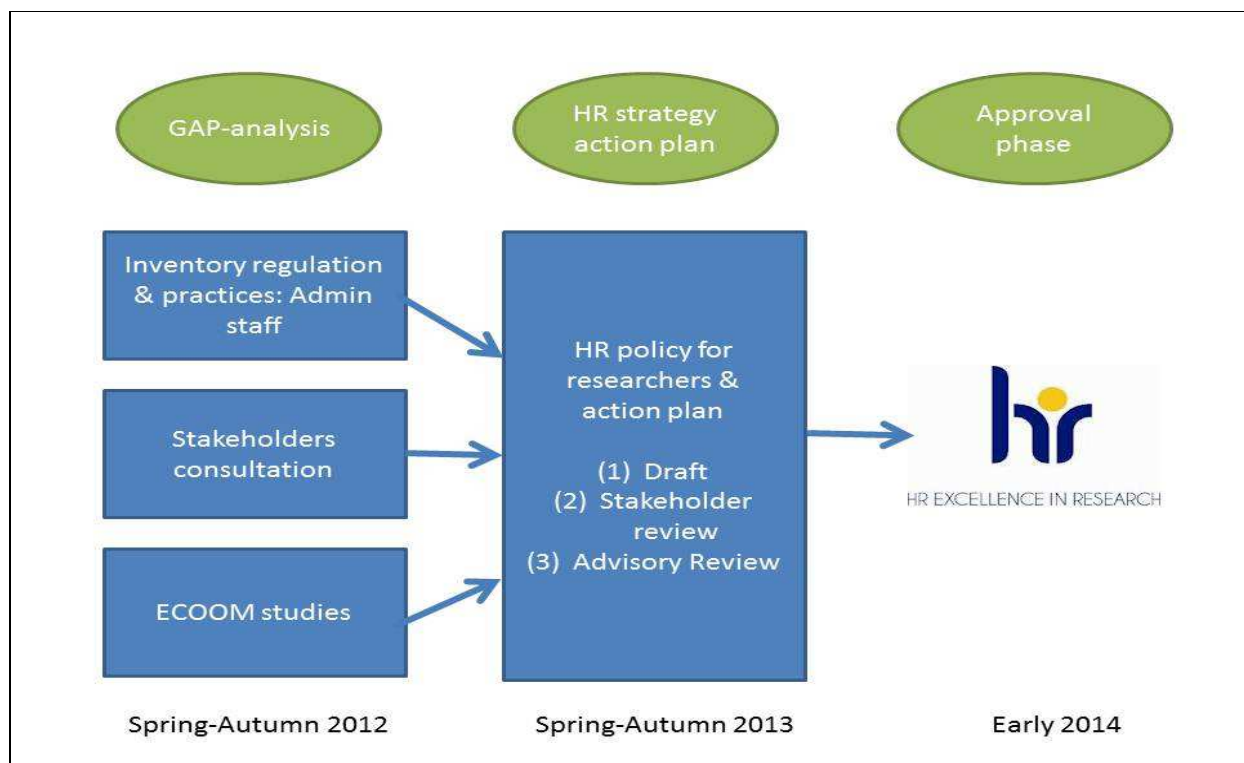 GAP-analysis
HR strategy
action plan
Approval
phase
Inventory regulation
& practices: Admin
staff
Stakeholders
consultation
ECOOM studies
HR policy for
researchers &
action plan
(1) Draft
(2) Stakeholder
review
(3) Advisory Review
hr
HR EXCELLENCE IN RESEARCH
Spring-Autumn 2012
Spring-Autumn 2013
Early 2014